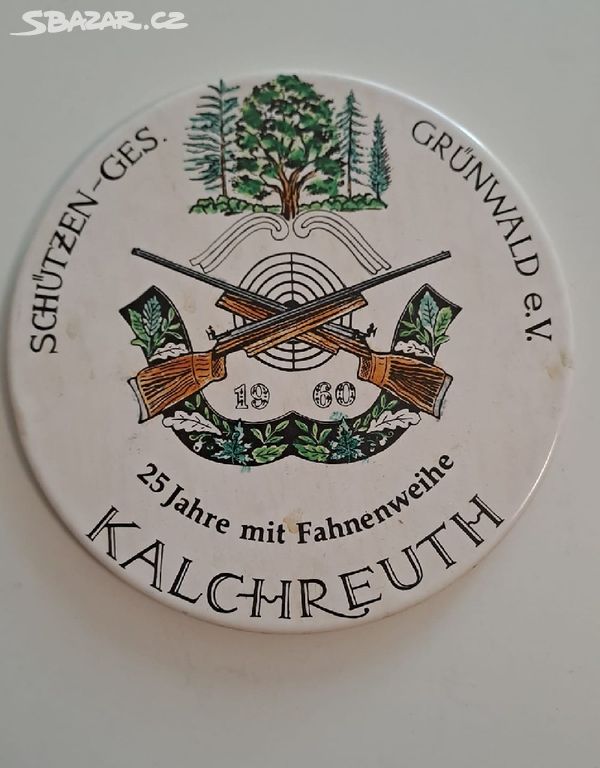 SBAZAR.CZ
SCHÜTZEN-GES.
GRÜNWALD e.V.
19 60
25 Jahre mit Fahnenweihe
KALCHREUTH